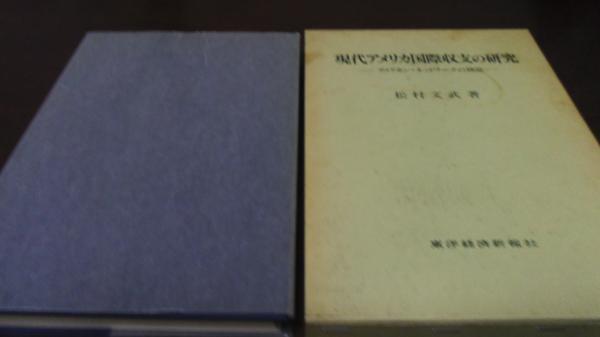 現代アメリカ国際収支の研究
松村文武著
東洋経済新報社